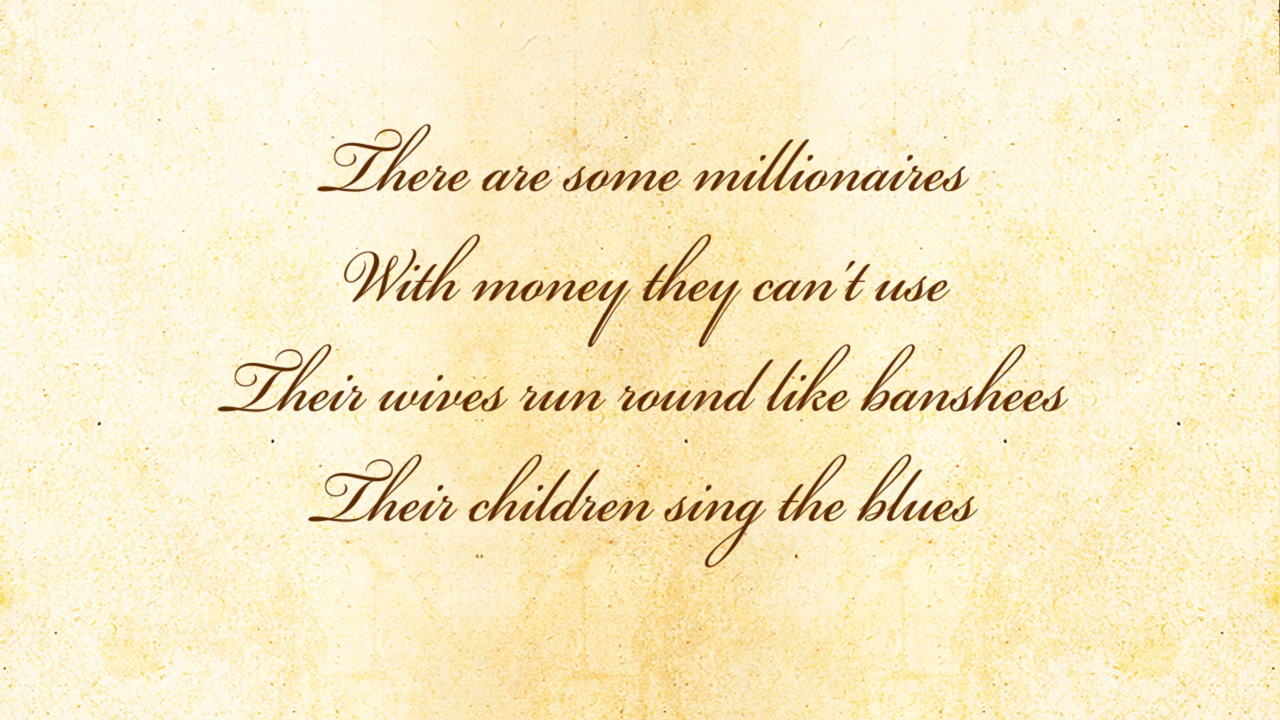 There are some millionaires
With money they can't use
Their wives run round like banshees
Their children sing the blues